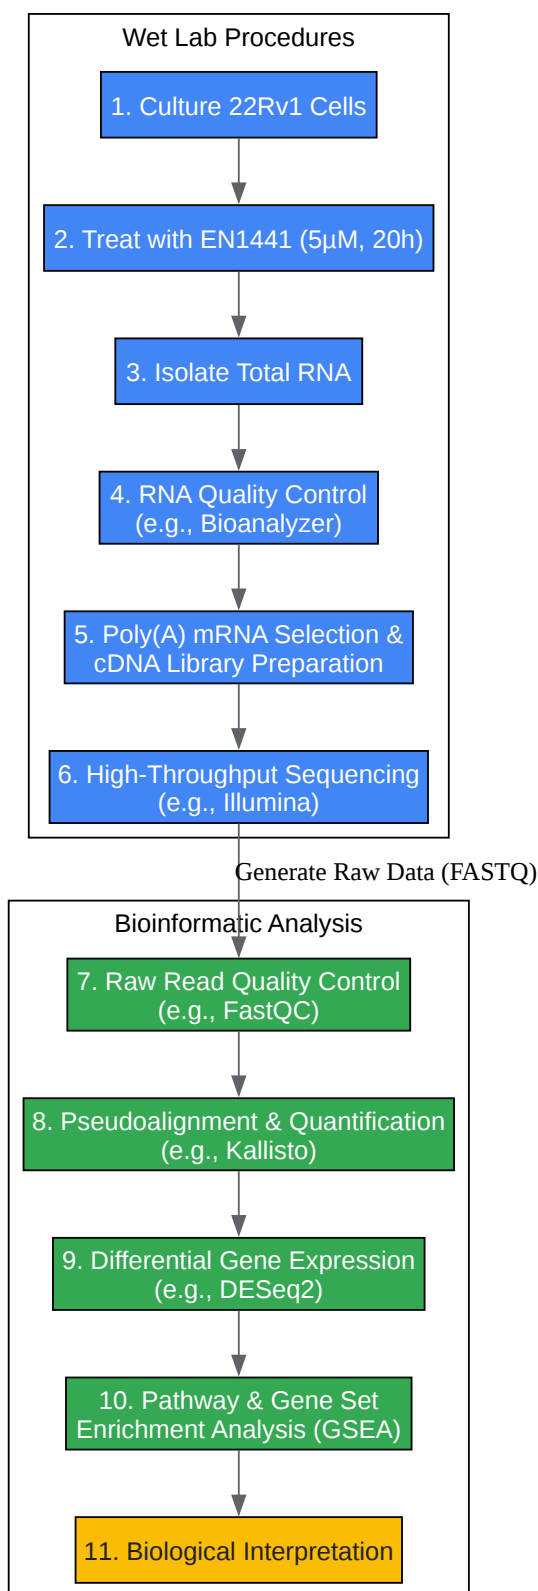 Wet Lab Procedures
1. Culture 22Rv1 Cells
2. Treat with EN1441 (5µM, 20h)
3. Isolate Total RNA
4. RNA Quality Control
(e.g., Bioanalyzer)
5. Poly(A) mRNA Selection &
cDNA Library Preparation
6. High-Throughput Sequencing
(e.g., Illumina)
Generate Raw Data (FASTQ)
Bioinformatic Analysis
7. Raw Read Quality Control
(e.g., FastQC)
8. Pseudoalignment & Quantification
(e.g., Kallisto)
9. Differential Gene Expression
(e.g., DESeq2)
10. Pathway & Gene Set
Enrichment Analysis (GSEA)
11. Biological Interpretation